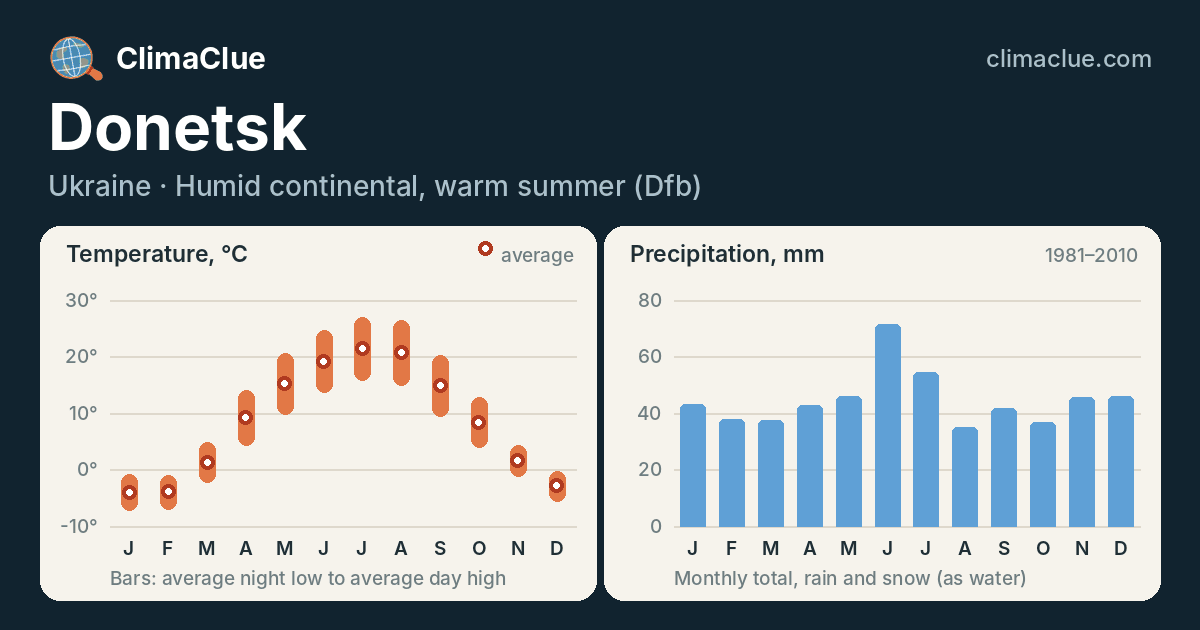 ClimaClue
climaclue.com
Donetsk
Ukraine · Humid continental, warm summer (Dfb)
Temperature, °C
average
30°
20°
10°
0°
-10°
J F M A M J J A S O N D
Bars: average night low to average day high
Precipitation, mm
1981–2010
80
60
40
20
0
J F M A M J J A S O N D
Monthly total, rain and snow (as water)